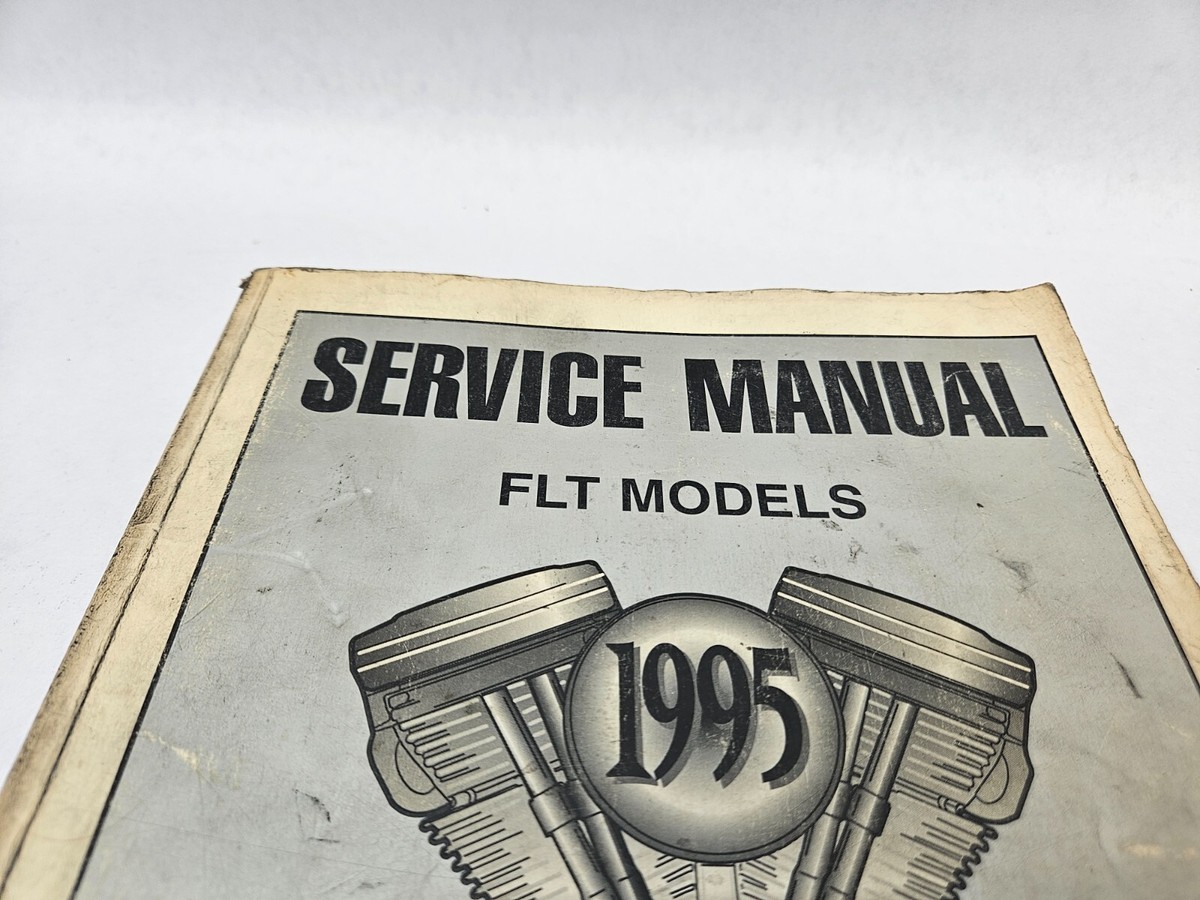 SERVICE MANUAL
FLT MODELS
1995